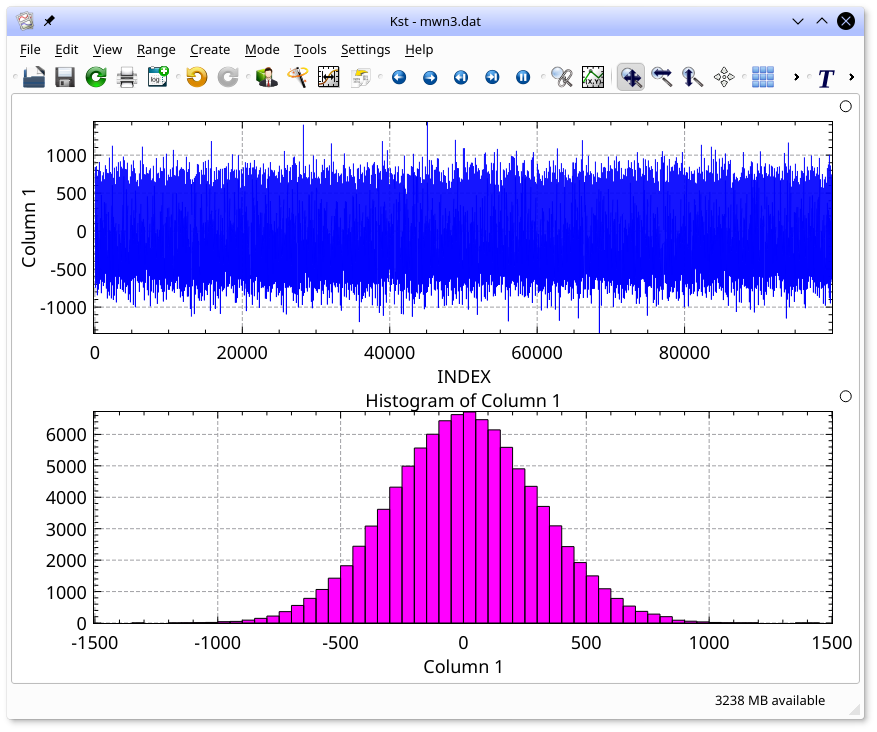 Kst - mwn3.dat
File Edit View Range Create Mode Tools Settings Help
log
(X,Y)
T
1000
500
0
-500
-1000
Column 1
0 20000 40000 60000 80000
INDEX
Histogram of Column 1
6000
5000
4000
3000
2000
1000
0
-1500 -1000 -500 0 500 1000 1500
Column 1
3238 MB available